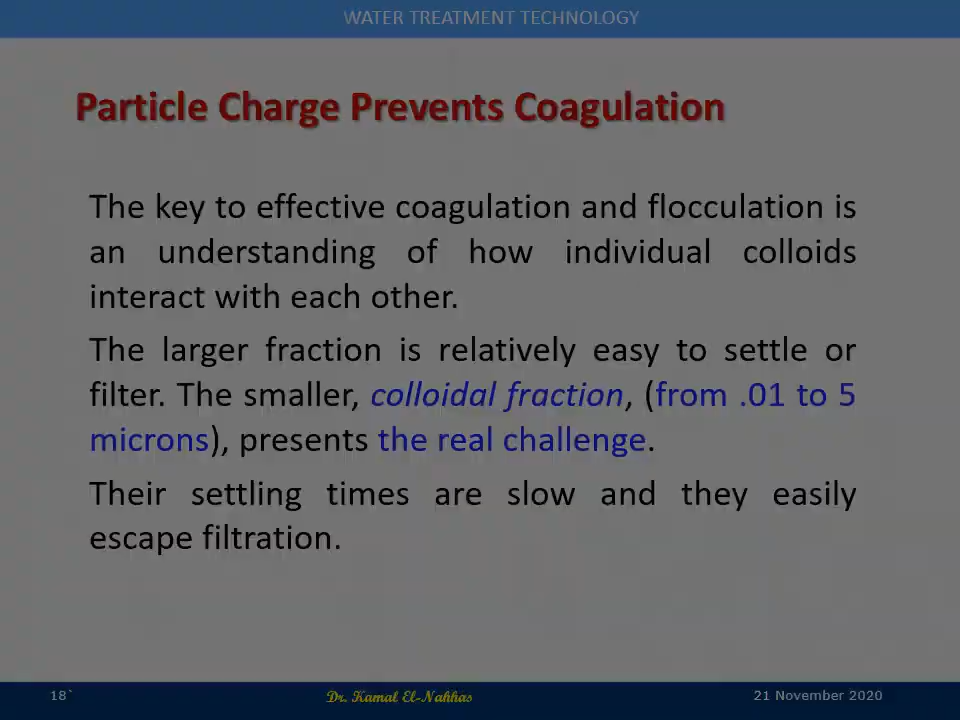 WATER TREATMENT TECHNOLOGY
Particle Charge Prevents Coagulation
The key to effective coagulation and flocculation is
an understanding of how individual colloids
interact with each other.
The larger fraction is relatively easy to settle or
filter. The smaller, colloidal fraction, (from .01 to 5
microns), presents the real challenge.
Their settling times are slow and they easily
escape filtration.
18` Dr. Kamal El-Nahhas 21 November 2020